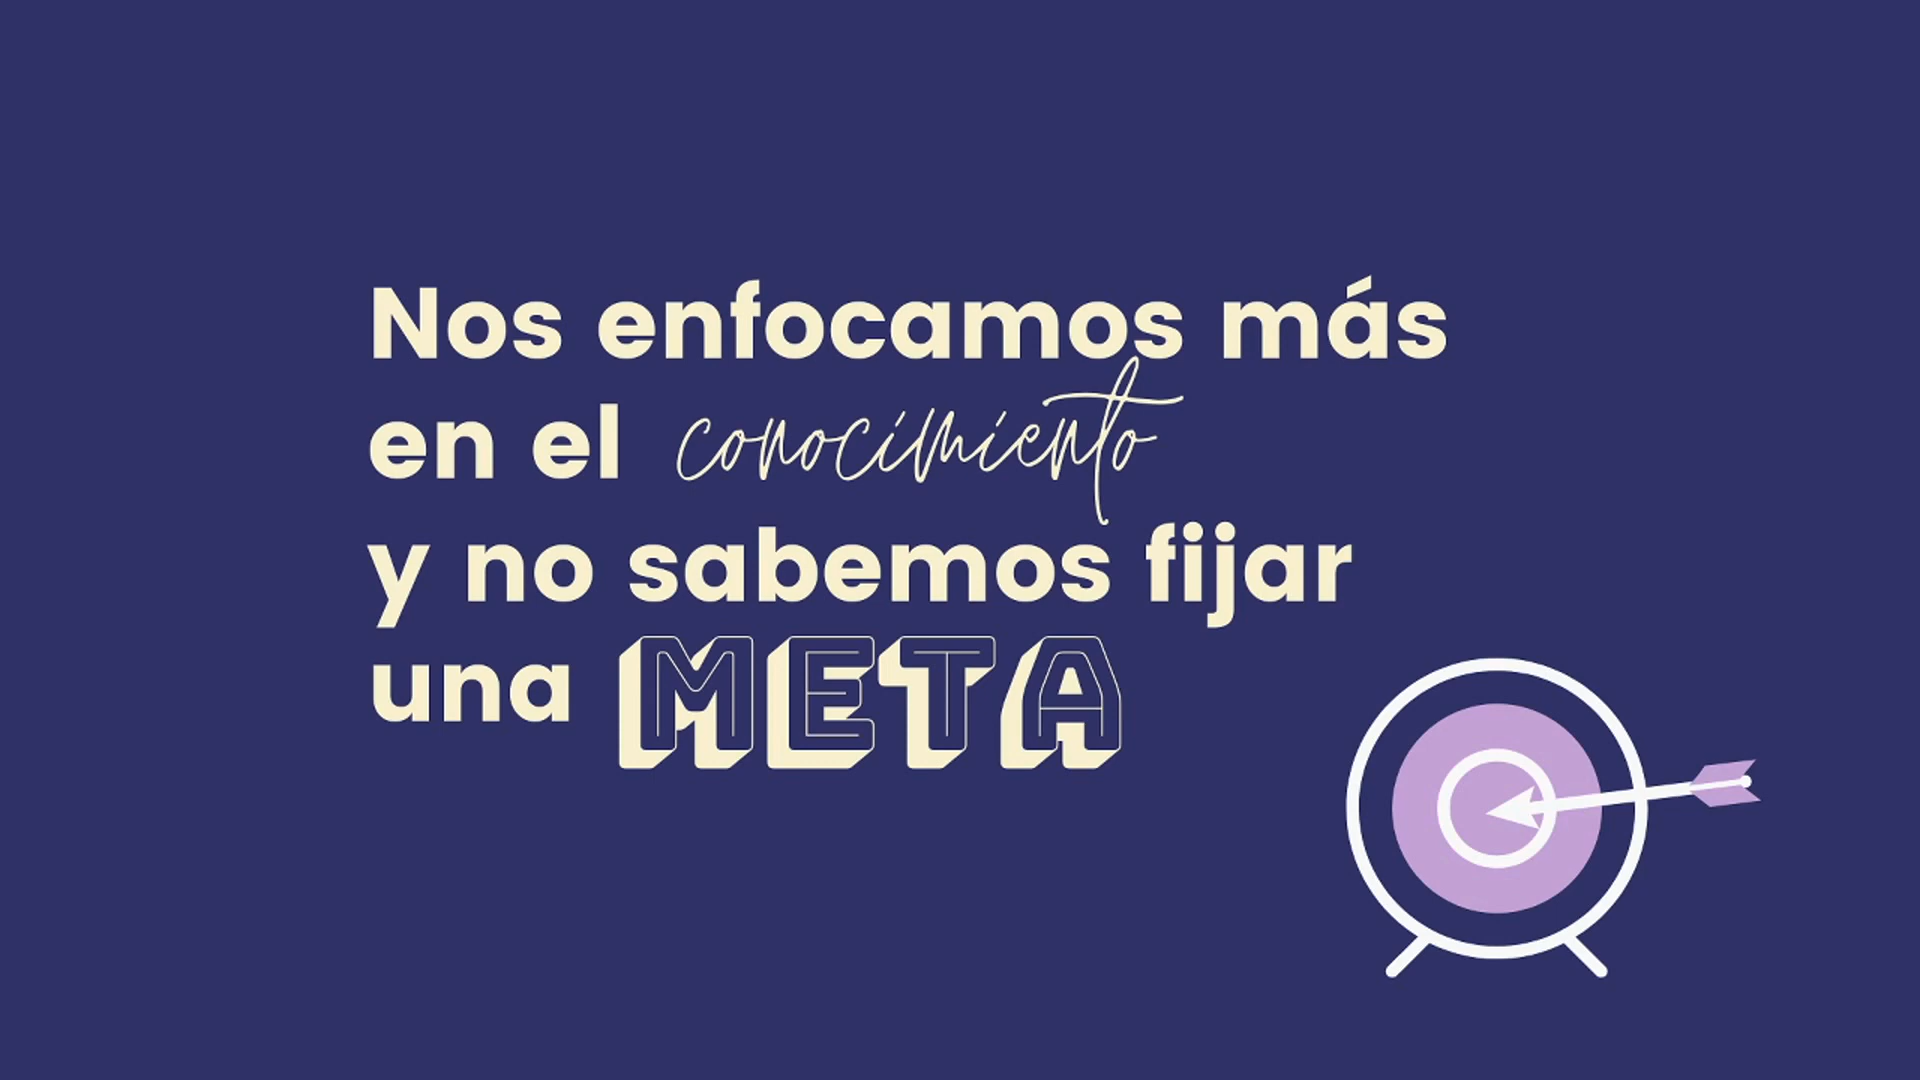 Nos enfocamos más
en el conocimiento
y no sabemos fijar
una META